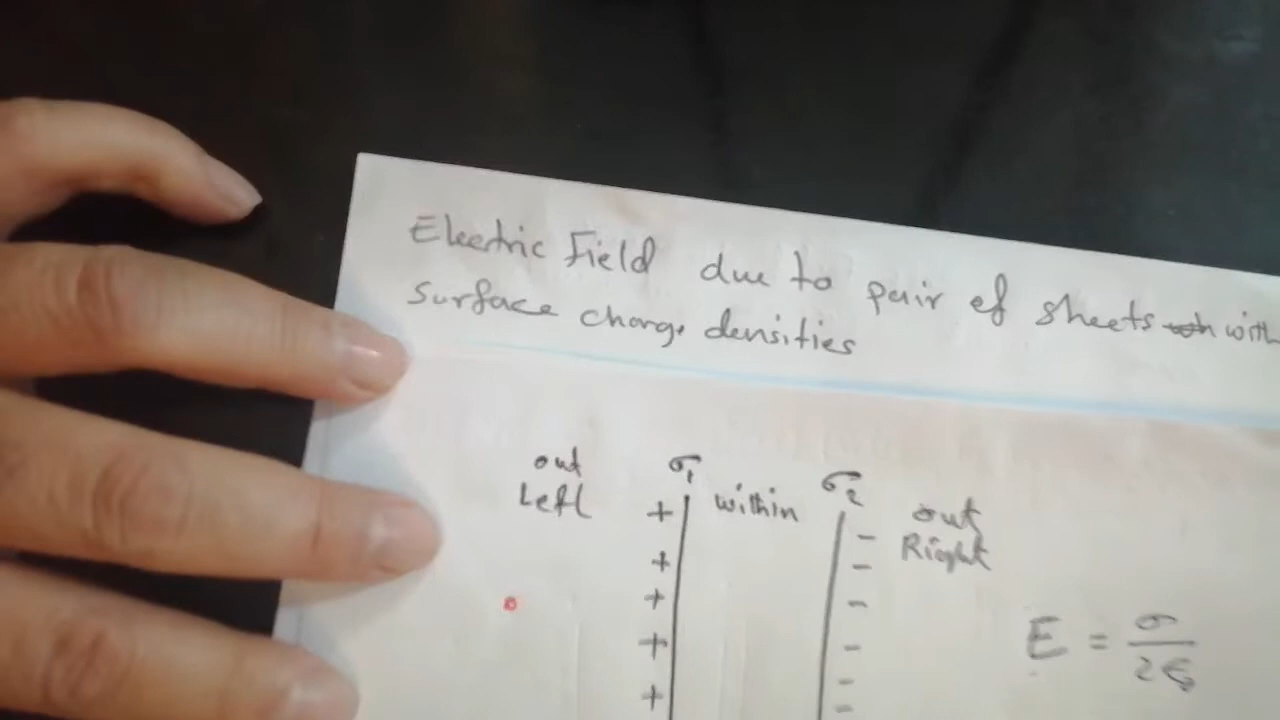 Electric Field due to pair of sheets with
Surface charge densities
out
Left
σ₁
within
σ₂
out
Right
+
+
+
+
+
-
-
-
-
-
-
E = σ/2ε₀